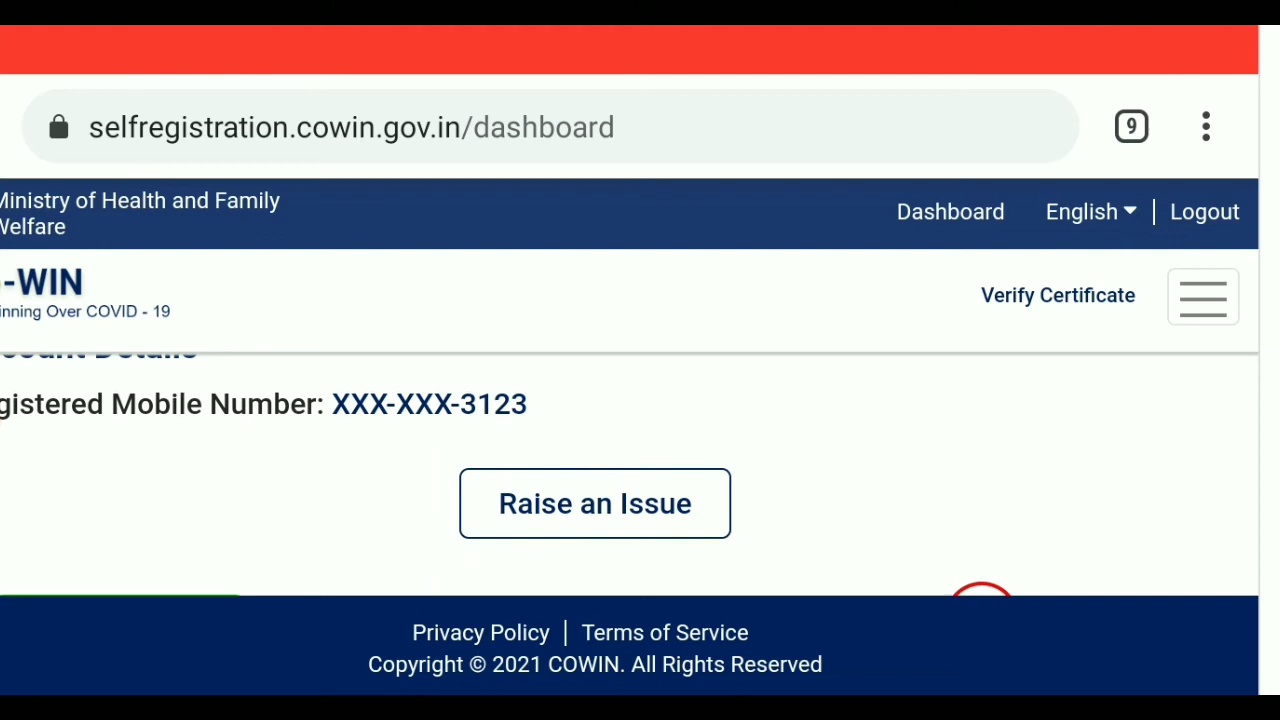 selfregistration.cowin.gov.in/dashboard
9
Ministry of Health and Family
Welfare
Dashboard English Logout
-WIN
inning Over COVID - 19
Verify Certificate
count Details
gistered Mobile Number: XXX-XXX-3123
Raise an Issue
Privacy Policy | Terms of Service
Copyright © 2021 COWIN. All Rights Reserved